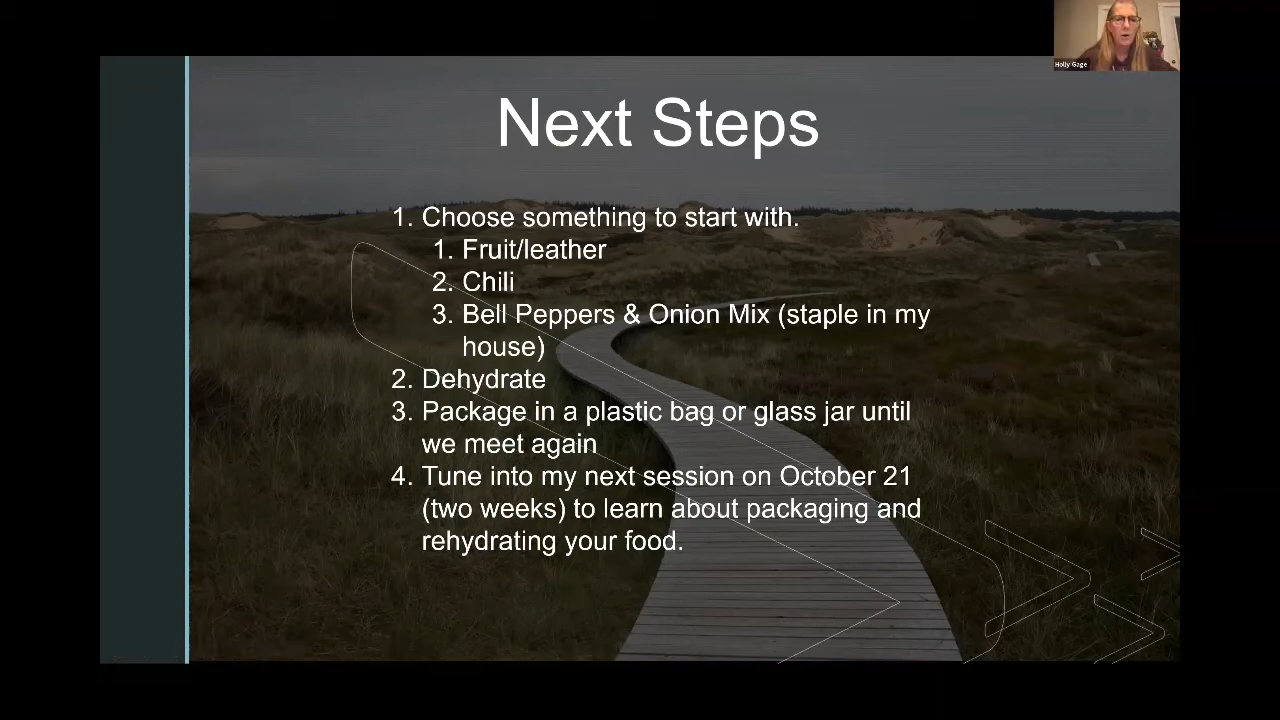 Holly Gage
Next Steps
1. Choose something to start with.
1. Fruit/leather
2. Chili
3. Bell Peppers & Onion Mix (staple in my
house)
2. Dehydrate
3. Package in a plastic bag or glass jar until
we meet again
4. Tune into my next session on October 21
(two weeks) to learn about packaging and
rehydrating your food.